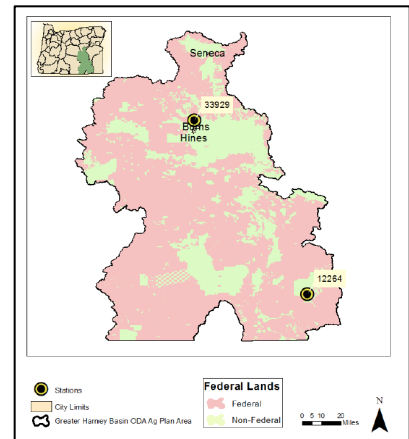 Seneca
33929
Burns
Hines
12264
Stations
City Limits
Greater Harney Basin ODA Ag Plan Area
Federal Lands
Federal
Non-Federal
0 5 10 20
Miles
N